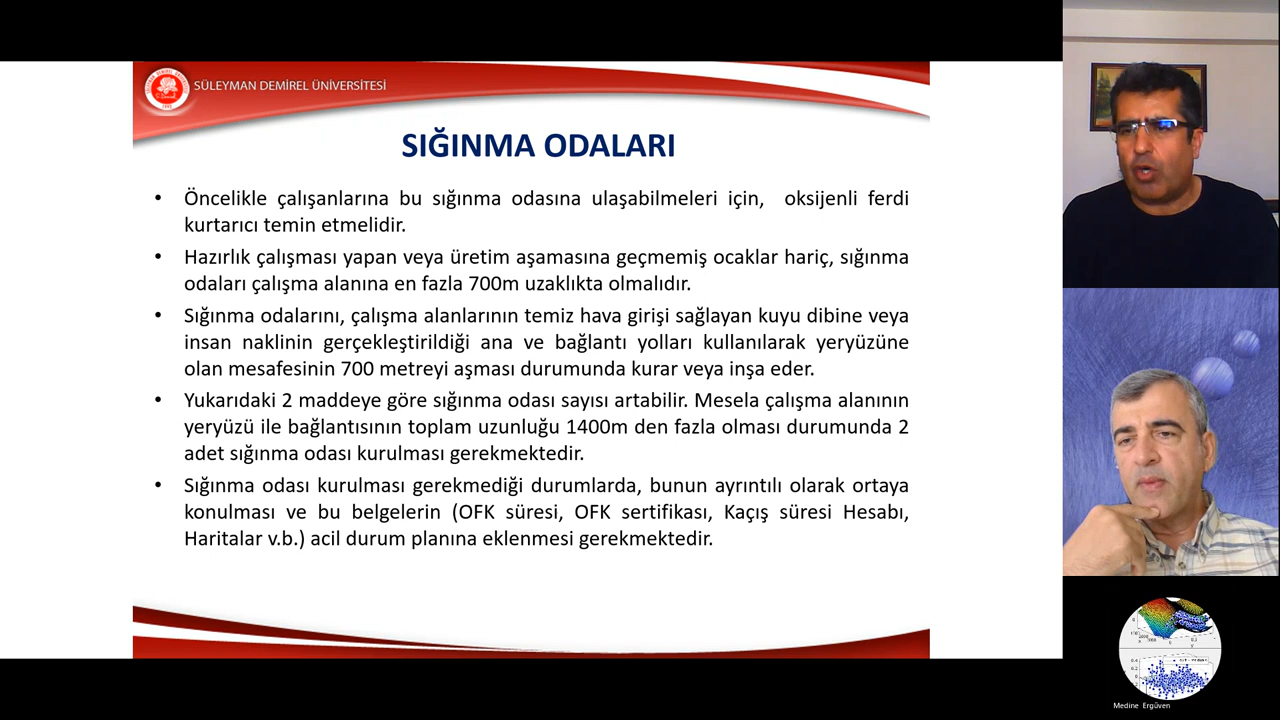 SÜLEYMAN DEMİREL ÜNİVERSİTESİ
SIĞINMA ODALARI
• Öncelikle çalışanlarına bu sığınma odasına ulaşabilmeleri için, oksijenli ferdi
kurtarıcı temin etmelidir.
• Hazırlık çalışması yapan veya üretim aşamasına geçmemiş ocaklar hariç, sığınma
odaları çalışma alanına en fazla 700m uzaklıkta olmalıdır.
• Sığınma odalarını, çalışma alanlarının temiz hava girişi sağlayan kuyu dibine veya
insan naklinin gerçekleştirildiği ana ve bağlantı yolları kullanılarak yeryüzüne
olan mesafesinin 700 metreyi aşması durumunda kurar veya inşa eder.
• Yukarıdaki 2 maddeye göre sığınma odası sayısı artabilir. Mesela çalışma alanının
yeryüzü ile bağlantısının toplam uzunluğu 1400m den fazla olması durumunda 2
adet sığınma odası kurulması gerekmektedir.
• Sığınma odası kurulması gerekmediği durumlarda, bunun ayrıntılı olarak ortaya
konulması ve bu belgelerin (OFK süresi, OFK sertifikası, Kaçış süresi Hesabı,
Haritalar v.b.) acil durum planına eklenmesi gerekmektedir.
Medine Ergüven